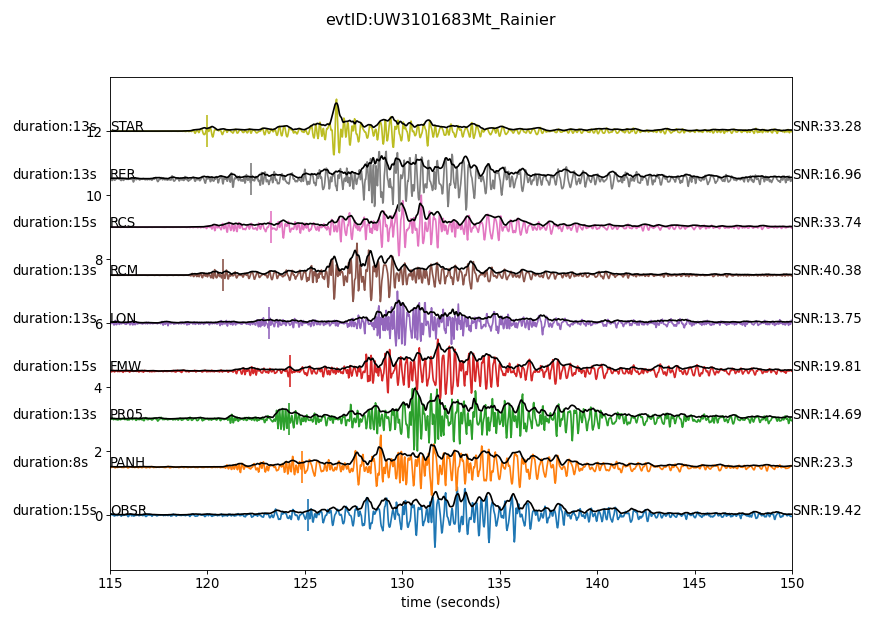 evtID:UW3101683Mt_Rainier
duration:13s STAR SNR:33.28
12
duration:13s RER SNR:16.96
10
duration:15s RCS SNR:33.74
8
duration:13s RCM SNR:40.38
duration:13s LON SNR:13.75
6
duration:15s FMW SNR:19.81
4
duration:13s PR05 SNR:14.69
2
duration:8s PANH SNR:23.3
duration:15s OBSR SNR:19.42
0
115 120 125 130 135 140 145 150
time (seconds)